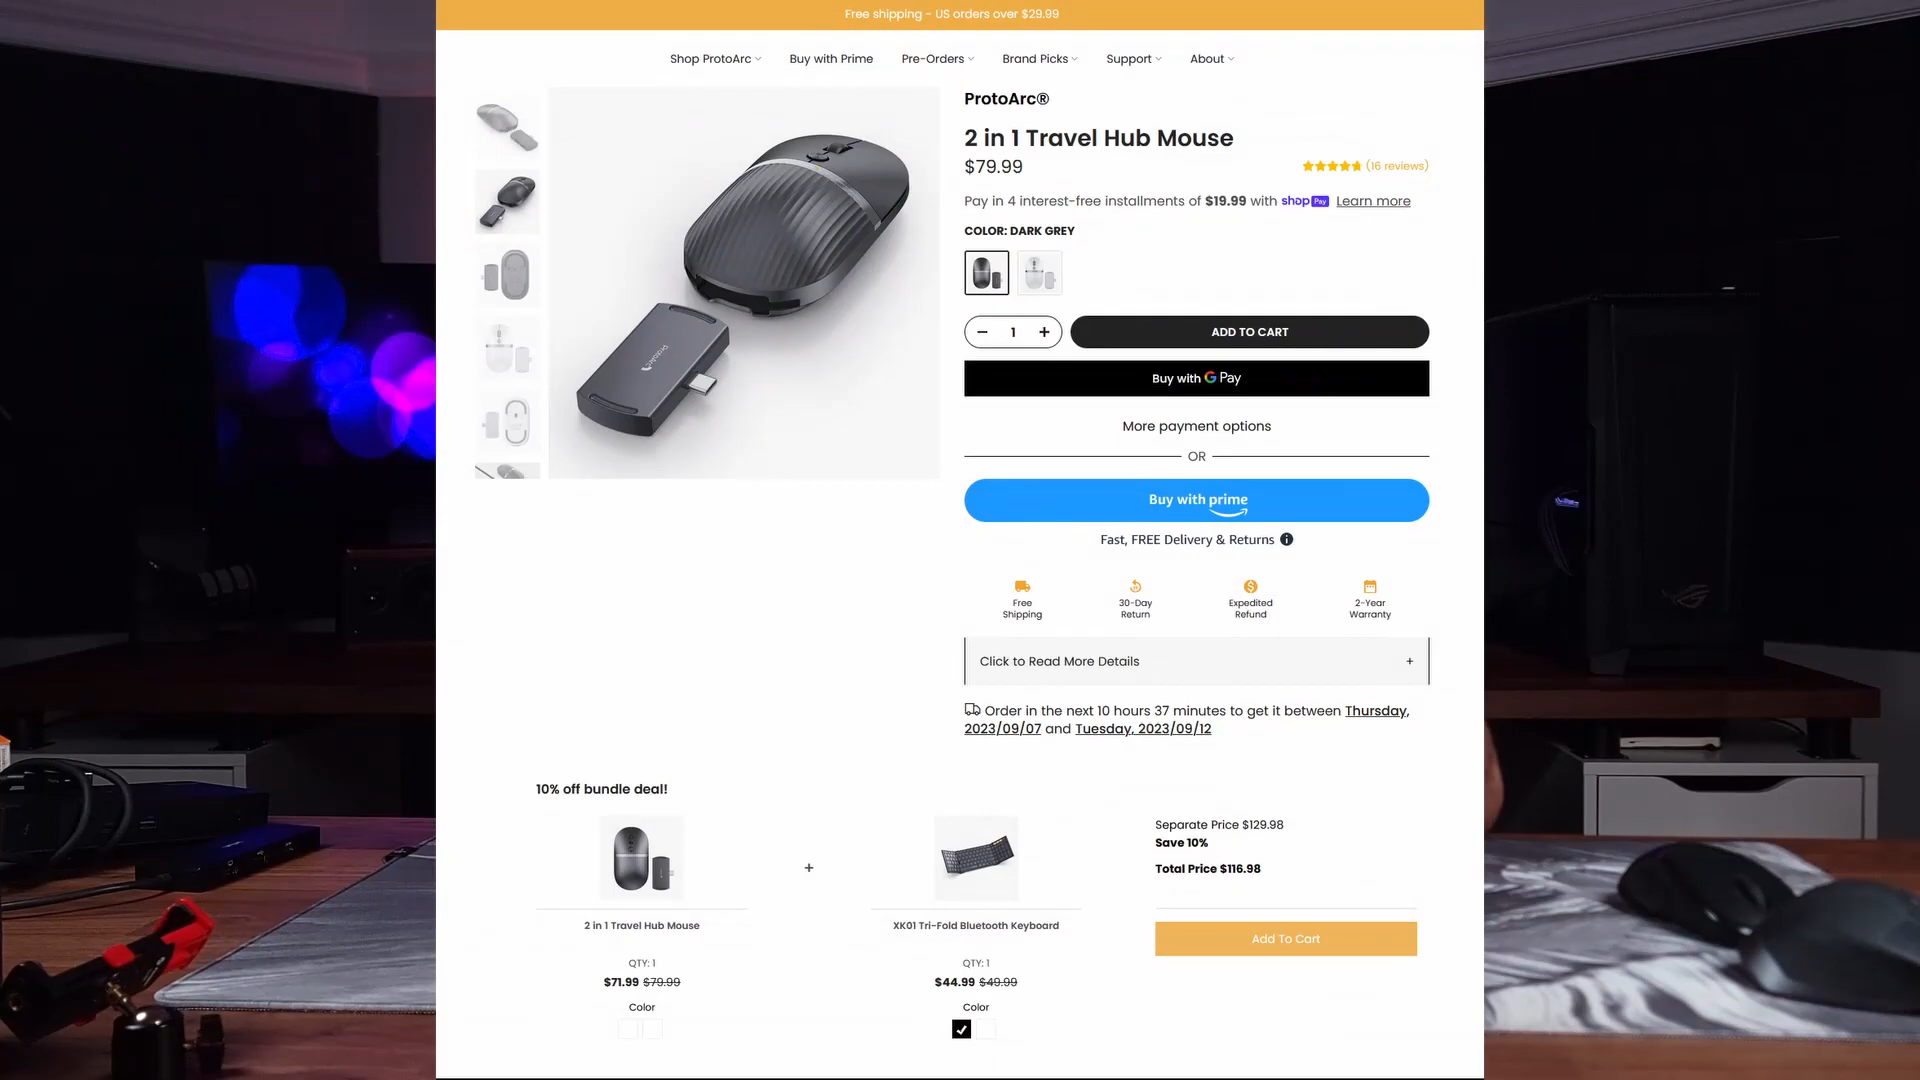 Free shipping - US orders over $29.99
Shop ProtoArc
Buy with Prime
Pre-Orders
Brand Picks
Support
About
ProtoArc®
2 in 1 Travel Hub Mouse
$79.99
(16 reviews)
Pay in 4 interest-free installments of $19.99 with shop Pay Learn more
COLOR: DARK GREY
ProtoArc
− 1 +
ADD TO CART
Buy with G Pay
More payment options
OR
Buy with prime
Fast, FREE Delivery & Returns
Free
Shipping
30-Day
Return
Expedited
Refund
2-Year
Warranty
Click to Read More Details +
Order in the next 10 hours 37 minutes to get it between Thursday,
2023/09/07 and Tuesday, 2023/09/12
10% off bundle deal!
+
Separate Price $129.98
Save 10%
Total Price $116.98
2 in 1 Travel Hub Mouse
XK01 Tri-Fold Bluetooth Keyboard
Add To Cart
QTY: 1
QTY: 1
$71.99 $79.99
$44.99 $49.99
Color
Color